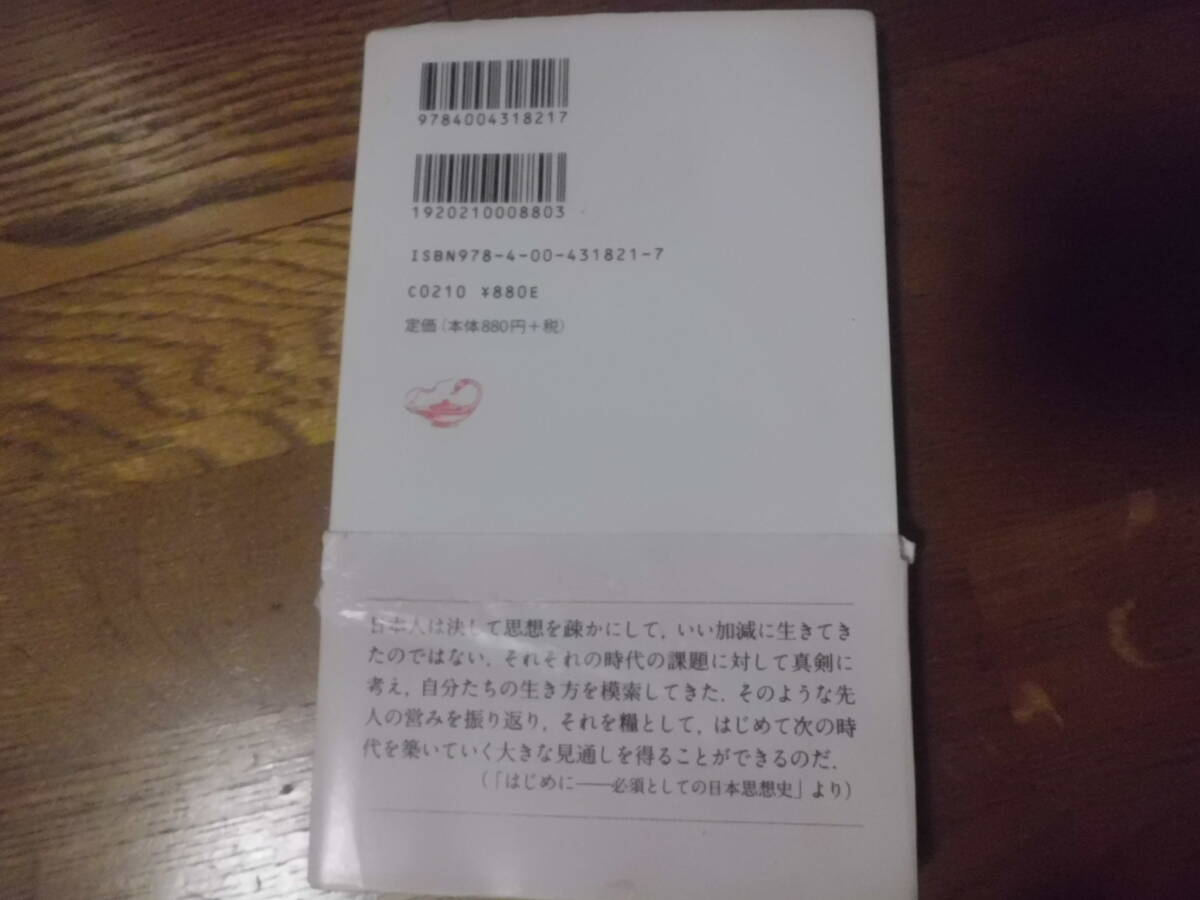 9784004318217
1920210008803
ISBN978-4-00-431821-7
C0210 ¥880E
定価(本体880円+税)
日本人は決して思想を疎かにして，いい加減に生きてき
たのではない．それぞれの時代の課題に対して真剣に
考え，自分たちの生き方を模索してきた．そのような先
人の営みを振り返り，それを糧として，はじめて次の時
代を築いていく大きな見通しを得ることができるのだ．
(「はじめに——必須としての日本思想史」より)